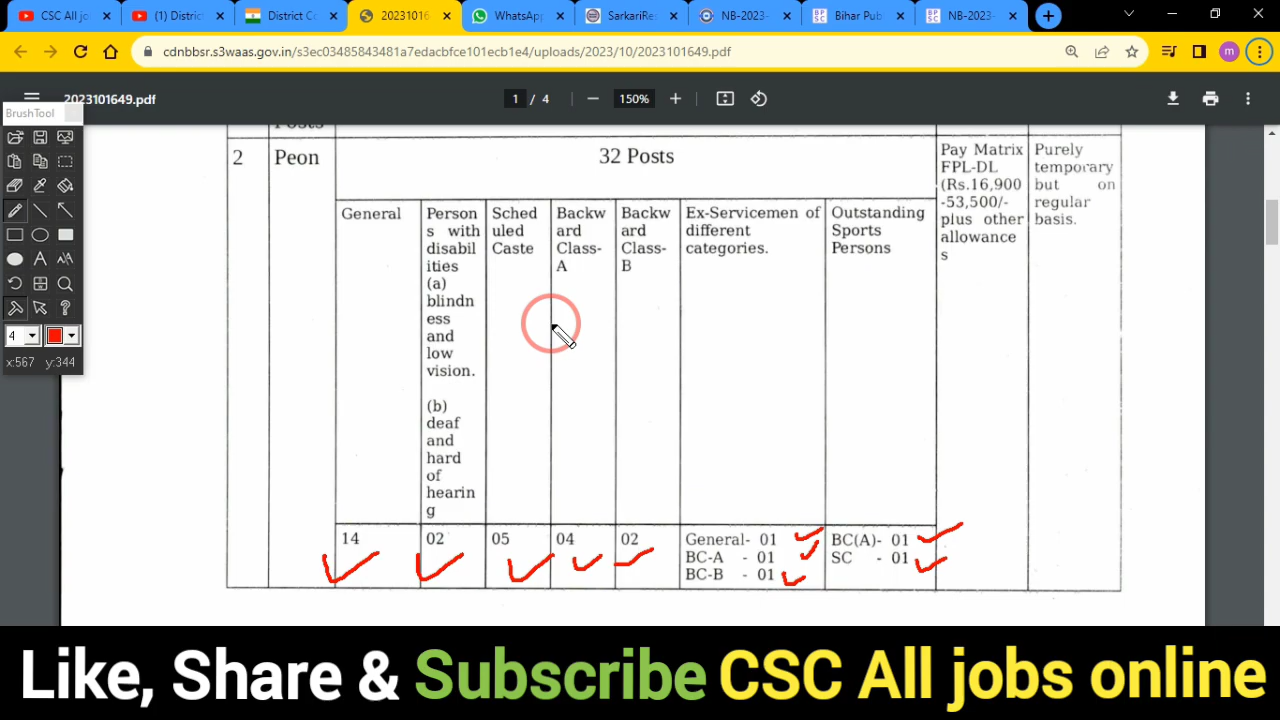 CSC All jo
(1) District
District Co
20231016
WhatsApp
SarkariRes
NB-2023-
Bihar Pub
NB-2023-
cdnbbsr.s3waas.gov.in/s3ec03485843481a7edacbfce101ecb1e4/uploads/2023/10/2023101649.pdf
m
2023101649.pdf
1 / 4
150%
BrushTool
4
x:567 y:344
Posts
2
Peon
32 Posts
Pay Matrix
FPL-DL
(Rs.16,900
-53,500/-
plus other
allowance
s
Purely
temporary
but on
regular
basis.
General
Person
s with
disabil
ities
(a)
blindn
ess
and
low
vision.
(b)
deaf
and
hard
of
hearin
g
Sched
uled
Caste
Backw
ard
Class-
A
Backw
ard
Class-
B
Ex-Servicemen of
different
categories.
Outstanding
Sports
Persons
14
02
05
04
02
General- 01
BC-A - 01
BC-B - 01
BC(A)- 01
SC - 01
Like, Share & Subscribe CSC All jobs online